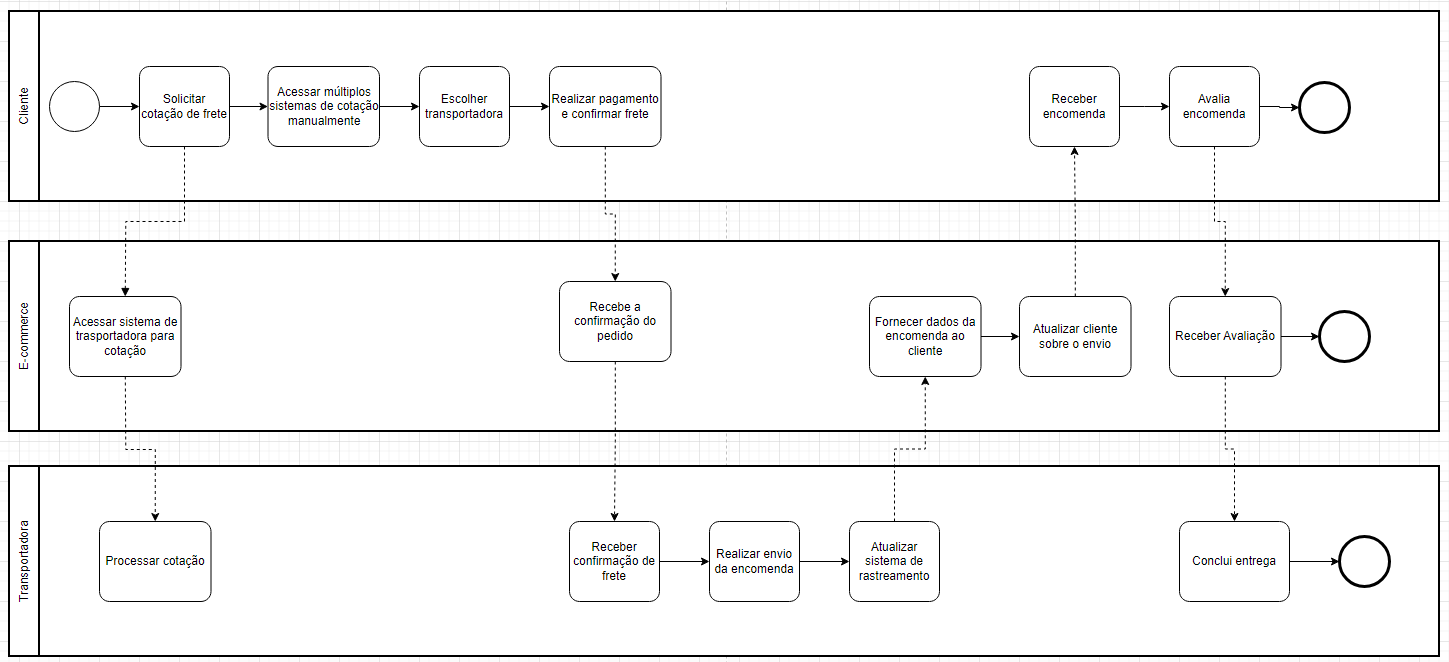 Cliente
Solicitar
cotação de frete
Acessar múltiplos
sistemas de cotação
manualmente
Escolher
transportadora
Realizar pagamento
e confirmar frete
Receber
encomenda
Avalia
encomenda
E-commerce
Acessar sistema de
trasportadora para
cotação
Recebe a
confirmação do
pedido
Fornecer dados da
encomenda ao
cliente
Atualizar cliente
sobre o envio
Receber Avaliação
Transportadora
Processar cotação
Receber
confirmação de
frete
Realizar envio
da encomenda
Atualizar
sistema de
rastreamento
Conclui entrega